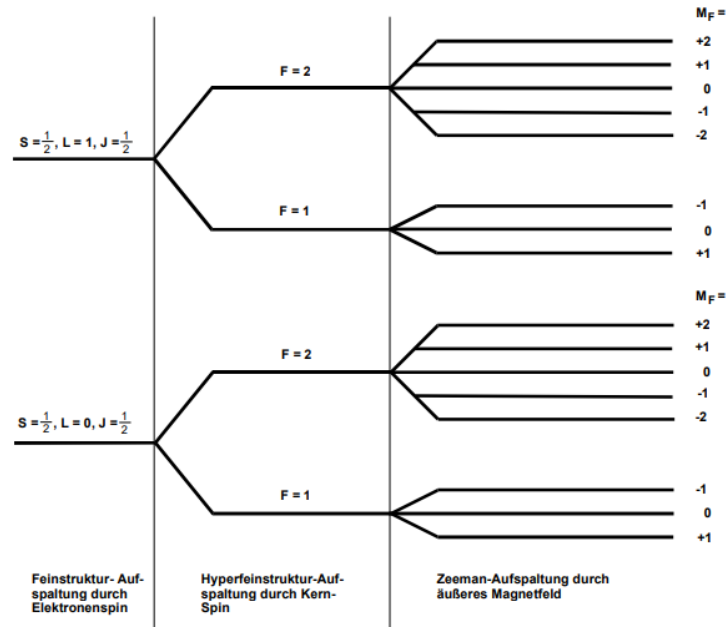 M_F =
+2
+1
F = 2
0
-1
S = 1/2, L = 1, J = 1/2
-2
-1
F = 1
0
+1
M_F =
+2
+1
F = 2
0
-1
S = 1/2, L = 0, J = 1/2
-2
-1
F = 1
0
+1
Feinstruktur- Auf-
spaltung durch
Elektronenspin
Hyperfeinstruktur-Auf-
spaltung durch Kern-
Spin
Zeeman-Aufspaltung durch
äußeres Magnetfeld